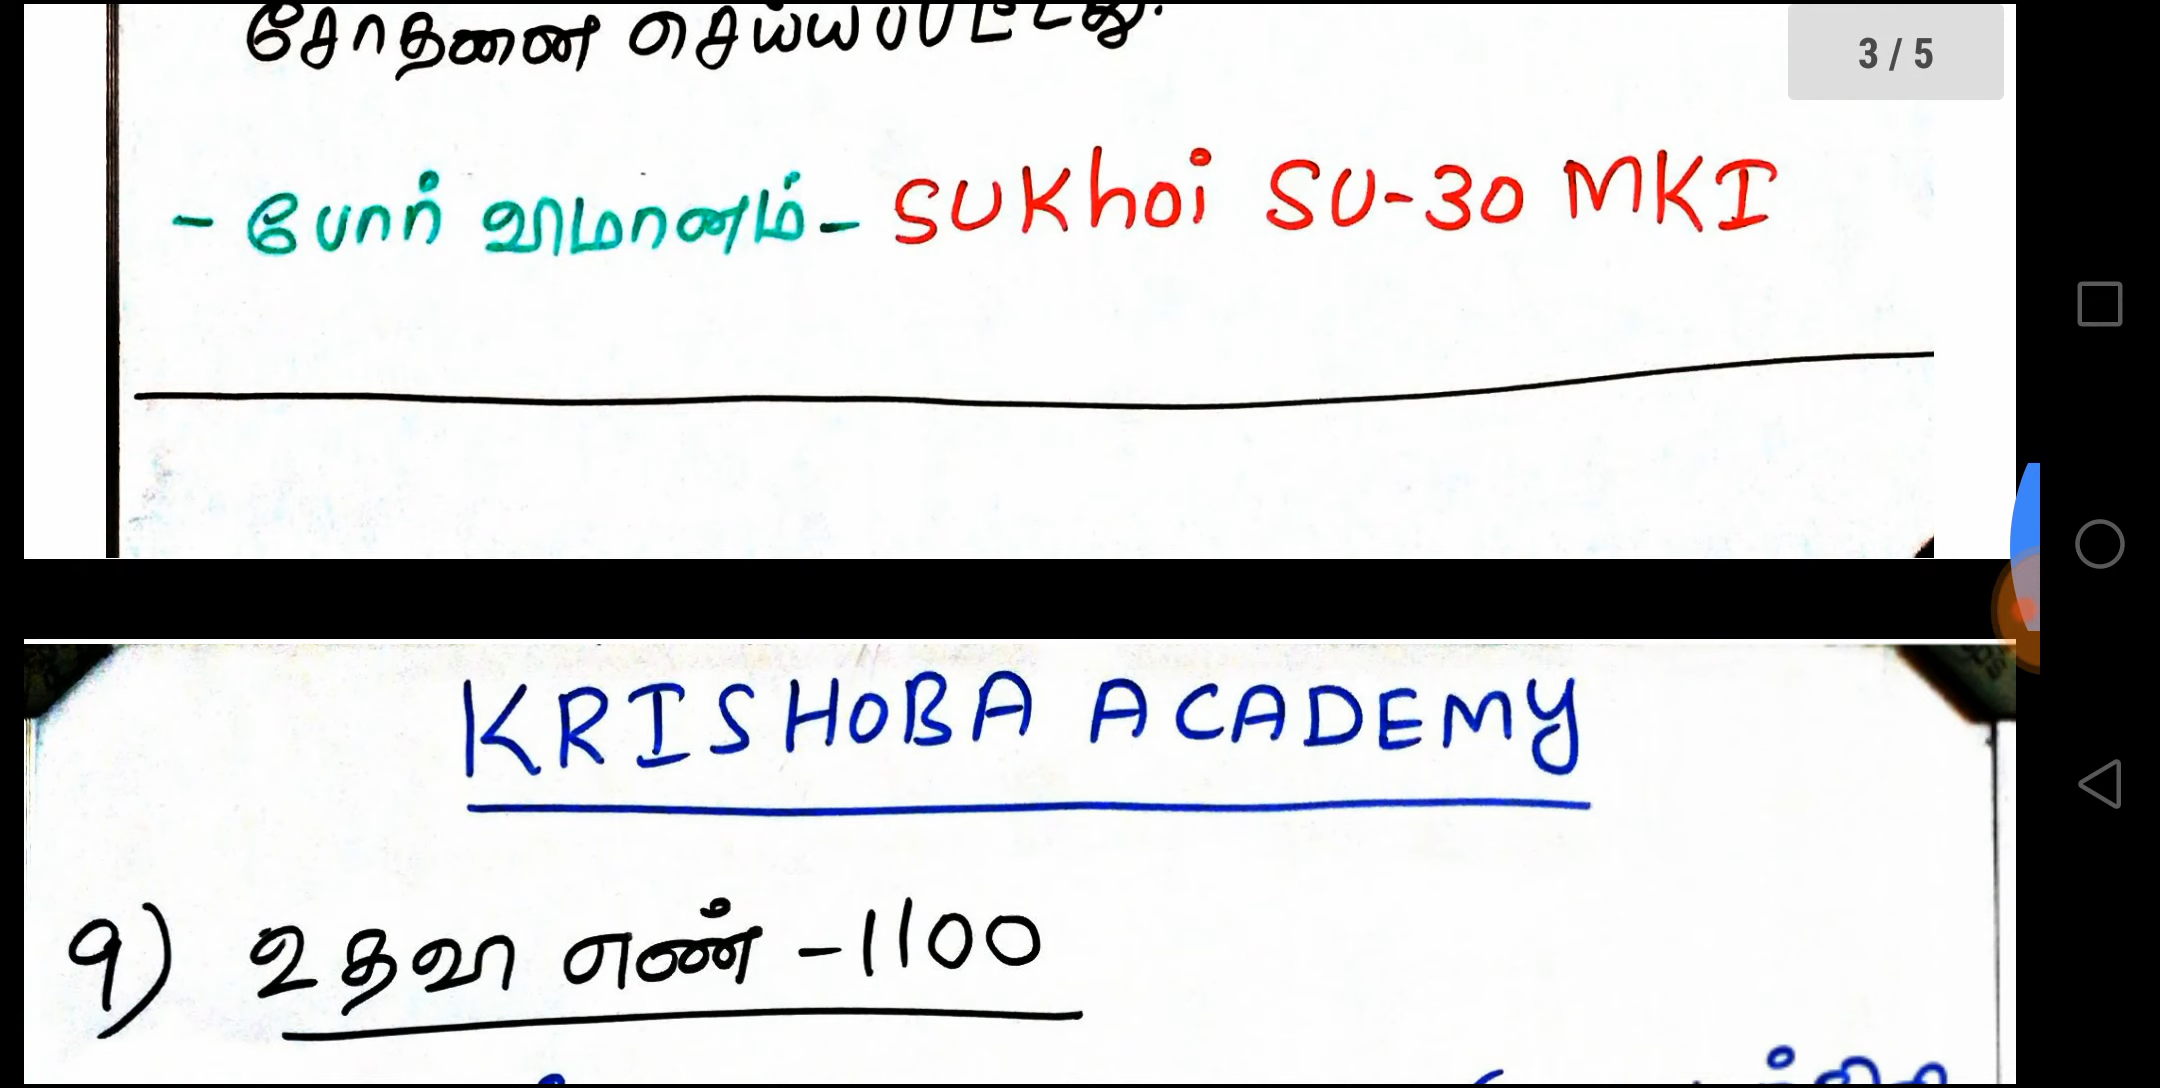 சோதனை செய்யப்பட்டது.
3 / 5
- போர் விமானம் - SUKhoi SU-30 MKI
KRISHOBA ACADEMY
9) உதவி எண் - 1100